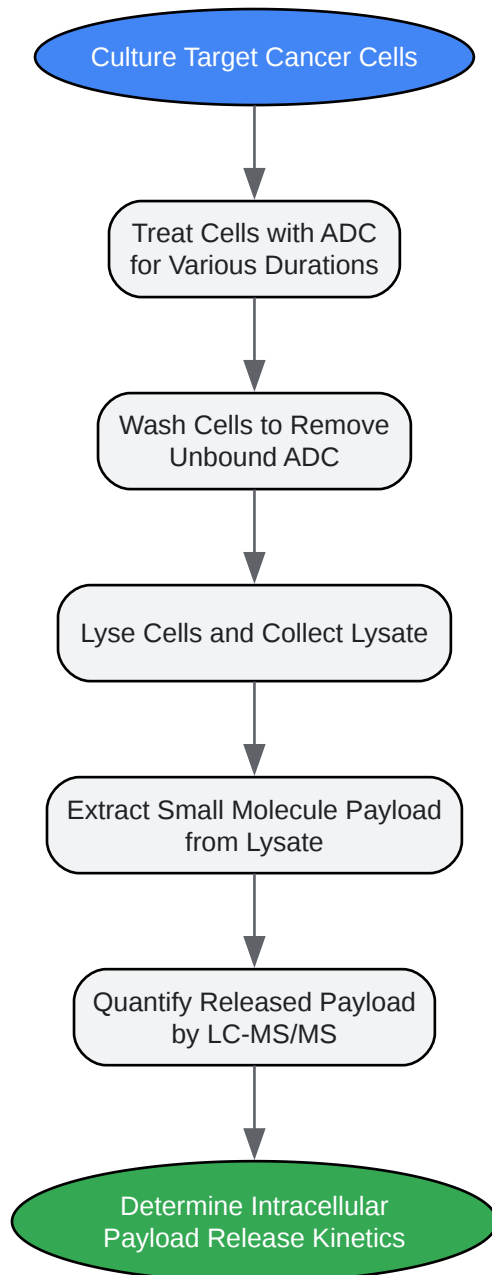 Culture Target Cancer Cells
Treat Cells with ADC
for Various Durations
Wash Cells to Remove
Unbound ADC
Lyse Cells and Collect Lysate
Extract Small Molecule Payload
from Lysate
Quantify Released Payload
by LC-MS/MS
Determine Intracellular
Payload Release Kinetics